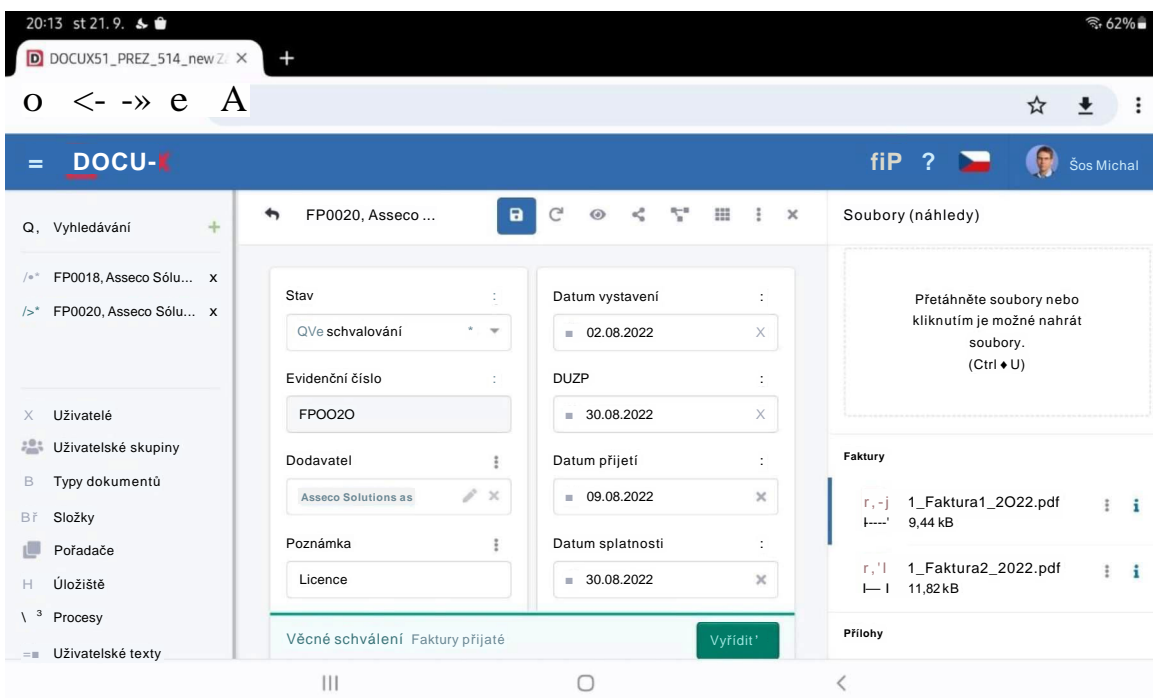 20:13 st 21. 9.
62%
DOCUX51_PREZ_514_new Z
o <- -» e A
= DOCU-
fiP ?
Šos Michal
Q, Vyhledávání +
/•* FP0018, Asseco Sólu... x
/>* FP0020, Asseco Sólu... x
X Uživatelé
Uživatelské skupiny
B Typy dokumentů
Bř Složky
Pořadače
H Úložiště
\ ³ Procesy
=■ Uživatelské texty
FP0020, Asseco ...
Stav :
QVe schvalování *
Evidenční číslo :
FPOO2O
Dodavatel
Asseco Solutions as
Poznámka
Licence
Datum vystavení :
■ 02.08.2022 X
DUZP :
■ 30.08.2022 X
Datum přijetí :
■ 09.08.2022
Datum splatnosti :
■ 30.08.2022
Věcné schválení Faktury přijaté
Vyřídit'
Soubory (náhledy)
Přetáhněte soubory nebo
kliknutím je možné nahrát
soubory.
(Ctrl ♦ U)
Faktury
r,-j 1_Faktura1_2O22.pdf
I----' 9,44 kB
r,'l 1_Faktura2_2022.pdf
I— I 11,82 kB
Přílohy